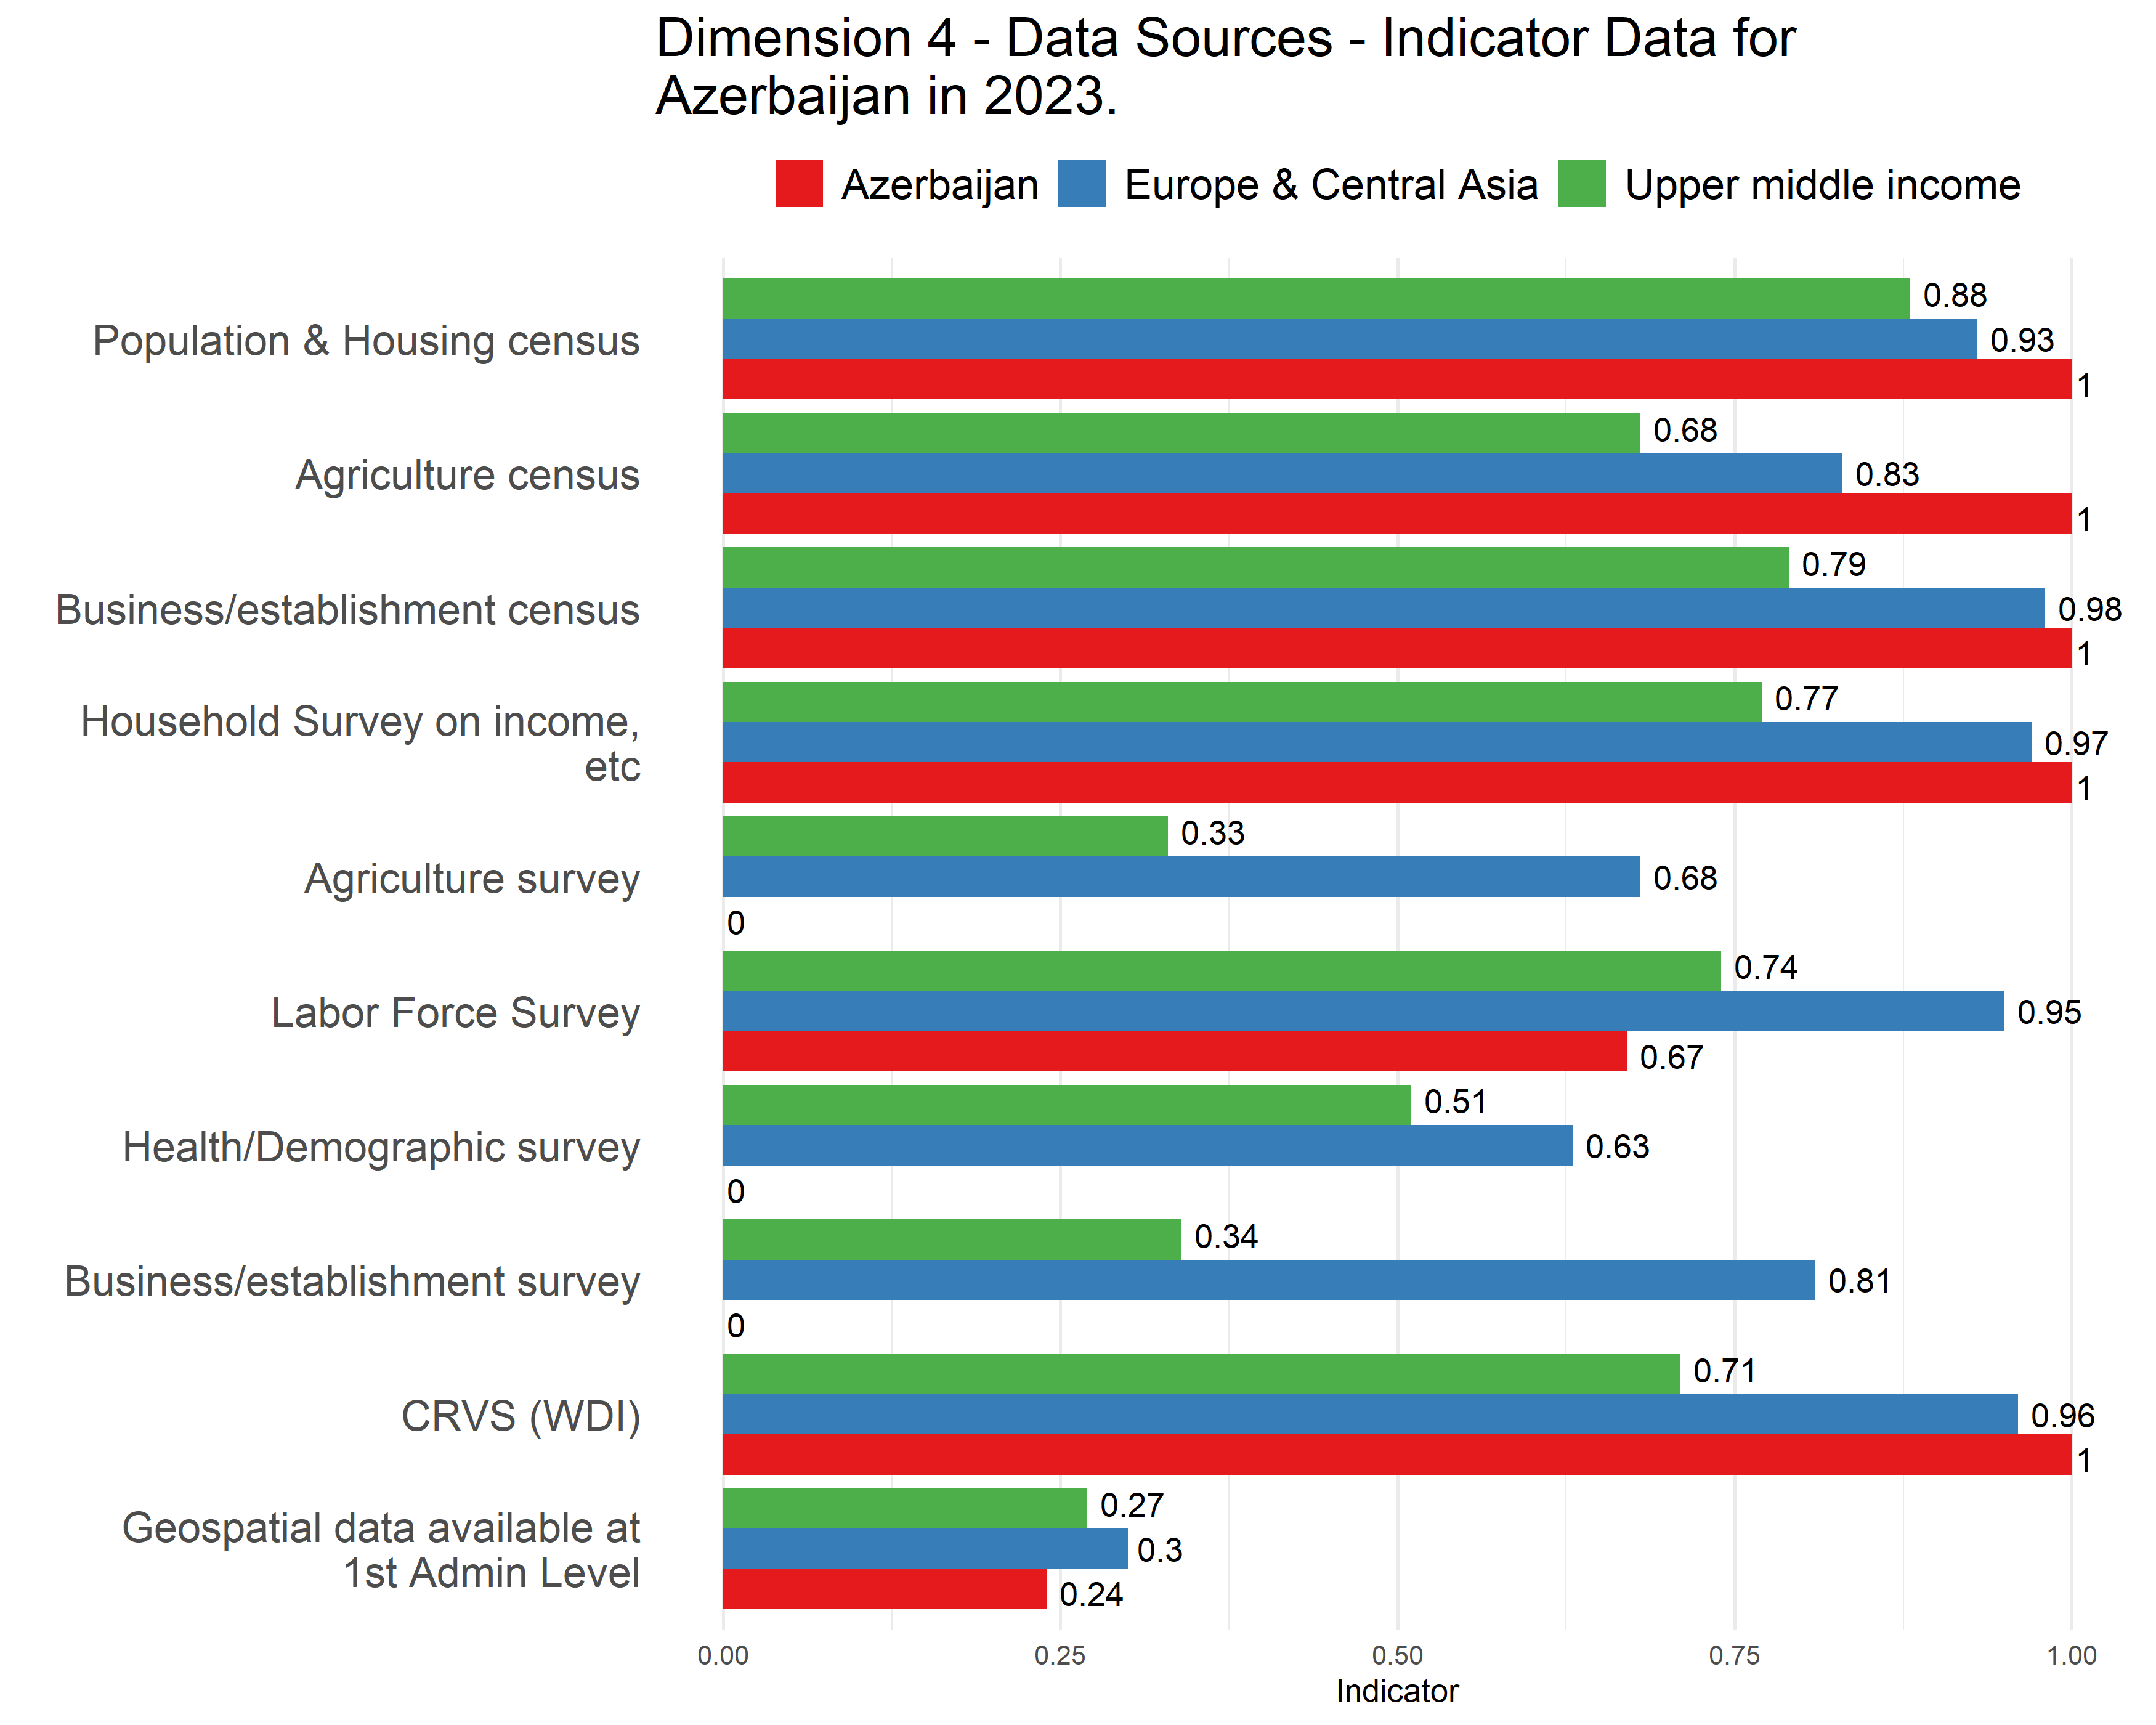 Dimension 4 - Data Sources - Indicator Data for
Azerbaijan in 2023.
Azerbaijan
Europe & Central Asia
Upper middle income
Population & Housing census
0.88
0.93
1
Agriculture census
0.68
0.83
1
Business/establishment census
0.79
0.98
1
Household Survey on income,
etc
0.77
0.97
1
Agriculture survey
0.33
0.68
0
Labor Force Survey
0.74
0.95
0.67
Health/Demographic survey
0.51
0.63
0
Business/establishment survey
0.34
0.81
0
CRVS (WDI)
0.71
0.96
1
Geospatial data available at
1st Admin Level
0.27
0.3
0.24
0.00
0.25
0.50
0.75
1.00
Indicator